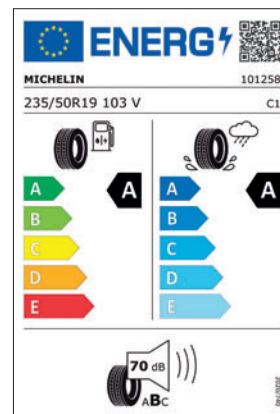 ENERG
MICHELIN 101258
235/50R19 103 V C1
A A
B
C
D
E
A A
B
C
D
E
70 dB
ABC